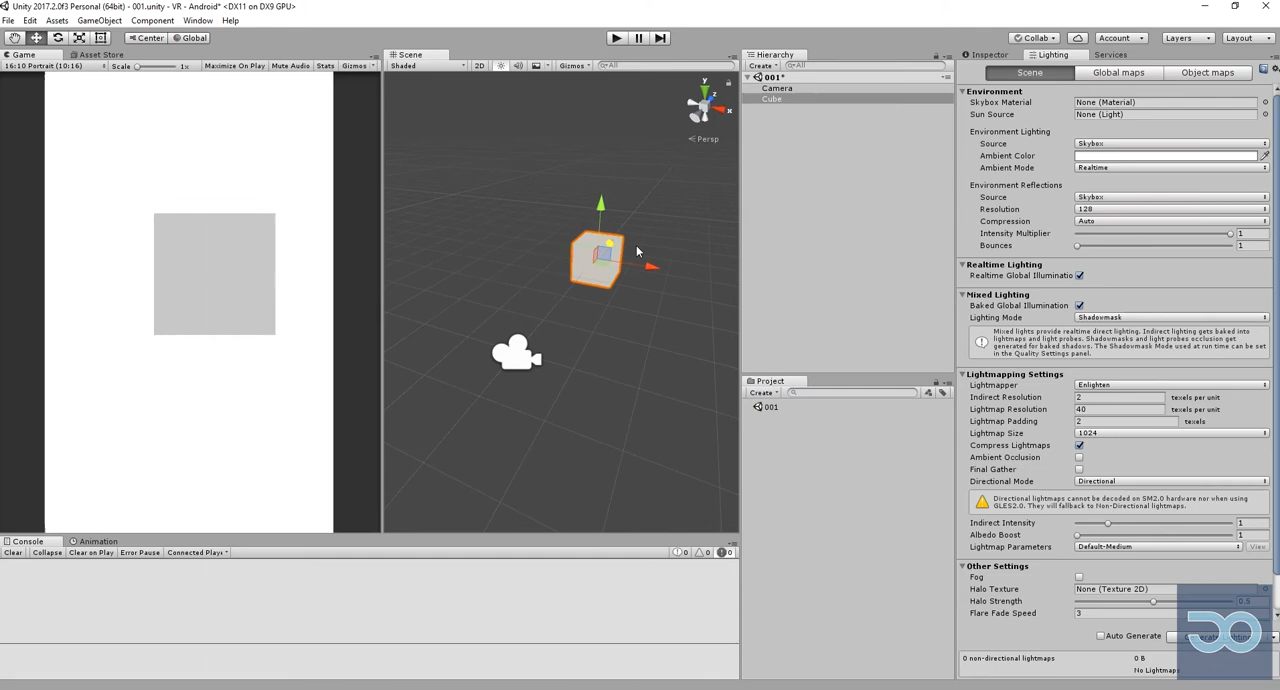 Unity 2017.2.0f3 Personal (64bit) - 001.unity - VR - Android* <DX11 on DX9 GPU>
File Edit Assets GameObject Component Window Help
Center Global Collab Account Layers Layout
Game Asset Store Scene Hierarchy Inspector Lighting Services
16:10 Portrait (10:16) Scale 1x Maximize On Play Mute Audio Stats Gizmos Shaded 2D Gizmos All Create All
Scene Global maps Object maps
001*
Camera
Cube
y
z
x
Persp
Environment
Skybox Material None (Material)
Sun Source None (Light)
Environment Lighting
Source Skybox
Ambient Color
Ambient Mode Realtime
Environment Reflections
Source Skybox
Resolution 128
Compression Auto
Intensity Multiplier 1
Bounces 1
Realtime Lighting
Realtime Global Illuminatio
Mixed Lighting
Baked Global Illumination
Lighting Mode Shadowmask
Mixed lights provide realtime direct lighting. Indirect lighting gets baked into
lightmaps and light probes. Shadowmasks and light probes occlusion get
generated for baked shadows. The Shadowmask Mode used at run time can be set
in the Quality Settings panel.
Lightmapping Settings
Lightmapper Enlighten
Indirect Resolution 2 texels per unit
Lightmap Resolution 40 texels per unit
Lightmap Padding 2 texels
Lightmap Size 1024
Compress Lightmaps
Ambient Occlusion
Final Gather
Directional Mode Directional
Directional lightmaps cannot be decoded on SM2.0 hardware nor when using
GLES2.0. They will fallback to Non-Directional lightmaps.
Indirect Intensity 1
Albedo Boost 1
Lightmap Parameters Default-Medium View
Other Settings
Fog
Halo Texture None (Texture 2D)
Halo Strength 0.5
Flare Fade Speed 3
Auto Generate Generate Lighting
0 non-directional lightmaps 0 B
No Lightmaps
Project
Create
001
Console Animation
Clear Collapse Clear on Play Error Pause Connected Play 0 0 0